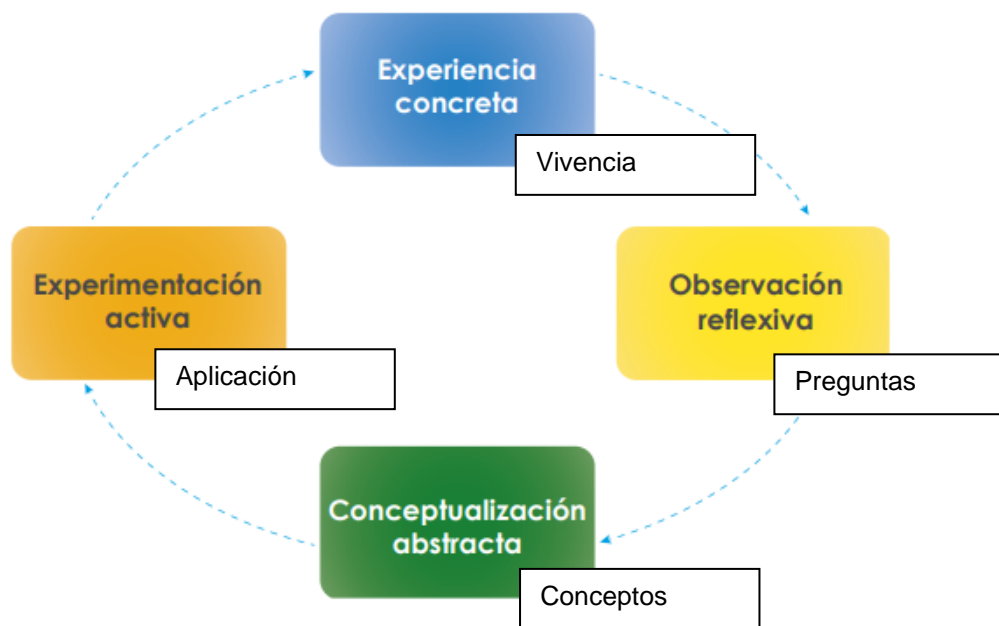 Experiencia
concreta
Vivencia
Observación
reflexiva
Preguntas
Conceptualización
abstracta
Conceptos
Experimentación
activa
Aplicación